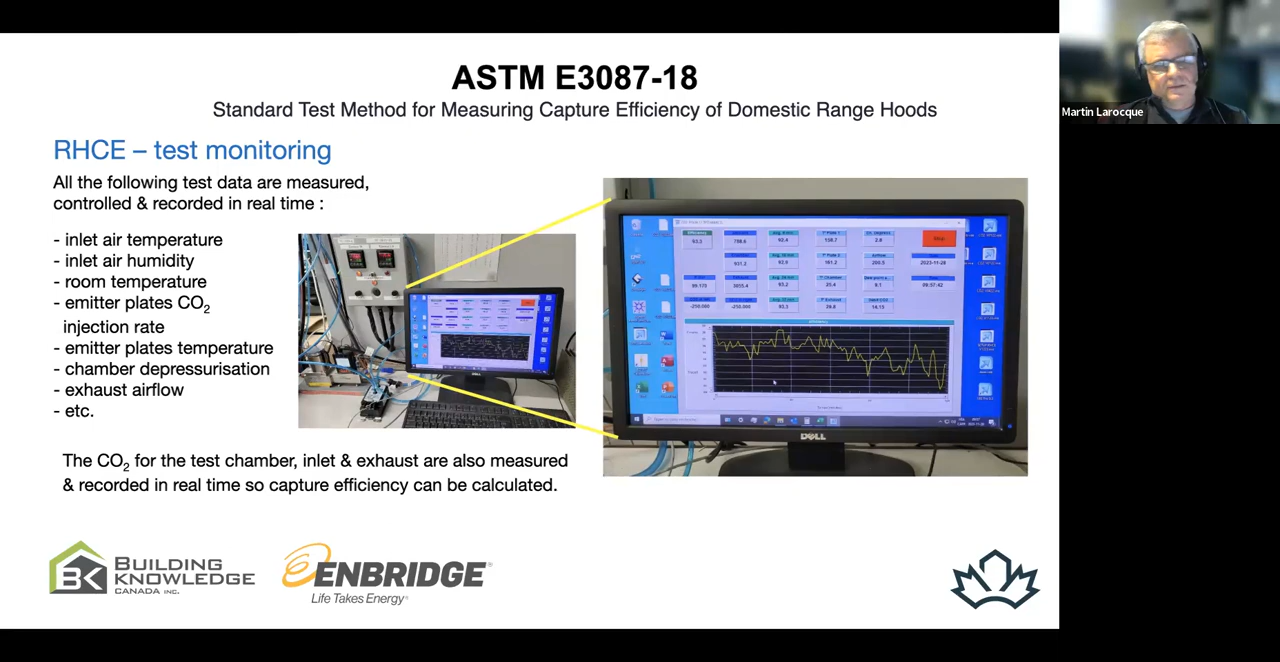 ASTM E3087-18
Standard Test Method for Measuring Capture Efficiency of Domestic Range Hoods
Martin Larocque
RHCE – test monitoring
All the following test data are measured,
controlled & recorded in real time :
- inlet air temperature
- inlet air humidity
- room temperature
- emitter plates CO₂
injection rate
- emitter plates temperature
- chamber depressurisation
- exhaust airflow
- etc.
The CO₂ for the test chamber, inlet & exhaust are also measured
& recorded in real time so capture efficiency can be calculated.
DELL
BK BUILDING
KNOWLEDGE
CANADA INC.
ENBRIDGE®
Life Takes Energy®